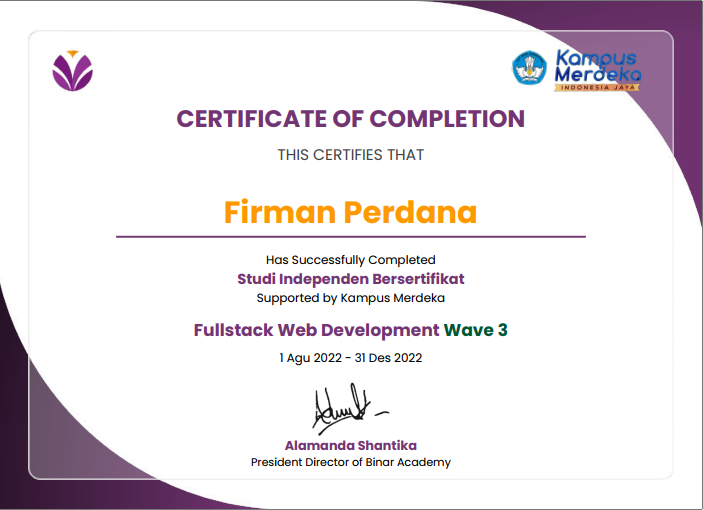 Kampus
Merdeka
INDONESIA JAYA
CERTIFICATE OF COMPLETION
THIS CERTIFIES THAT
Firman Perdana
Has Successfully Completed
Studi Independen Bersertifikat
Supported by Kampus Merdeka
Fullstack Web Development Wave 3
1 Agu 2022 - 31 Des 2022
Alamanda Shantika
President Director of Binar Academy